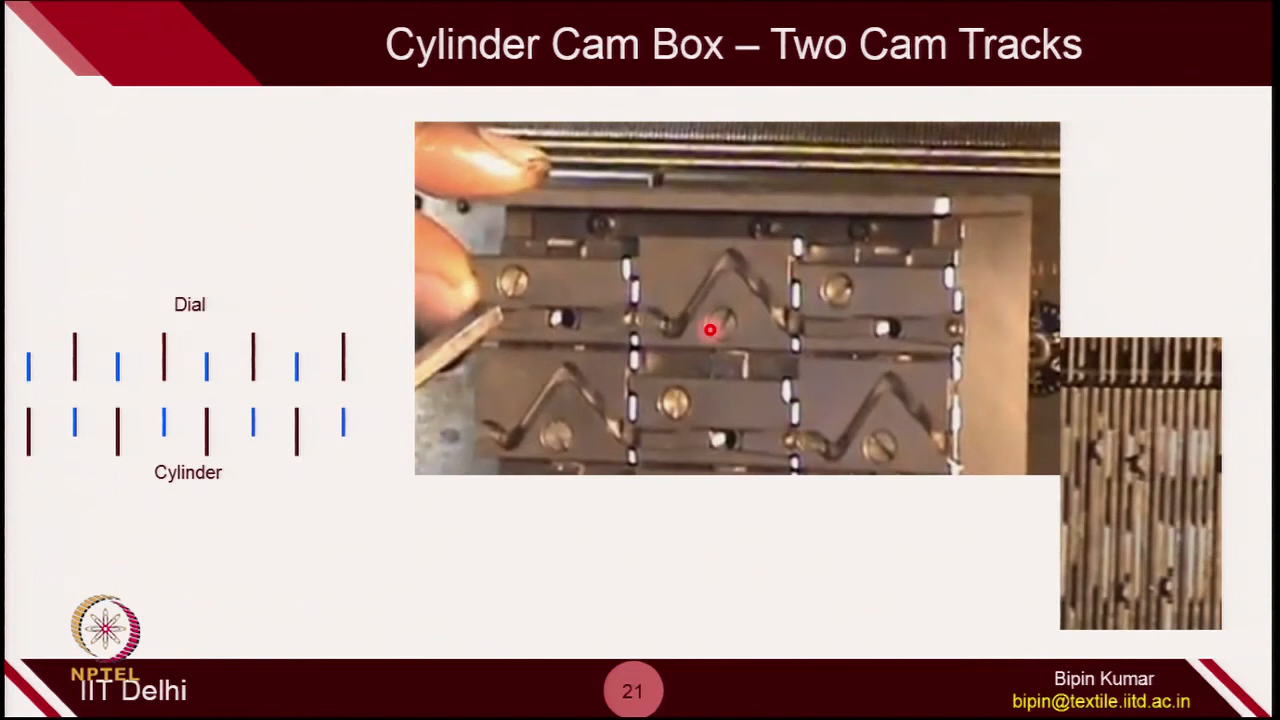 Cylinder Cam Box – Two Cam Tracks
Dial
Cylinder
NPTEL
IIT Delhi
21
Bipin Kumar
bipin@textile.iitd.ac.in